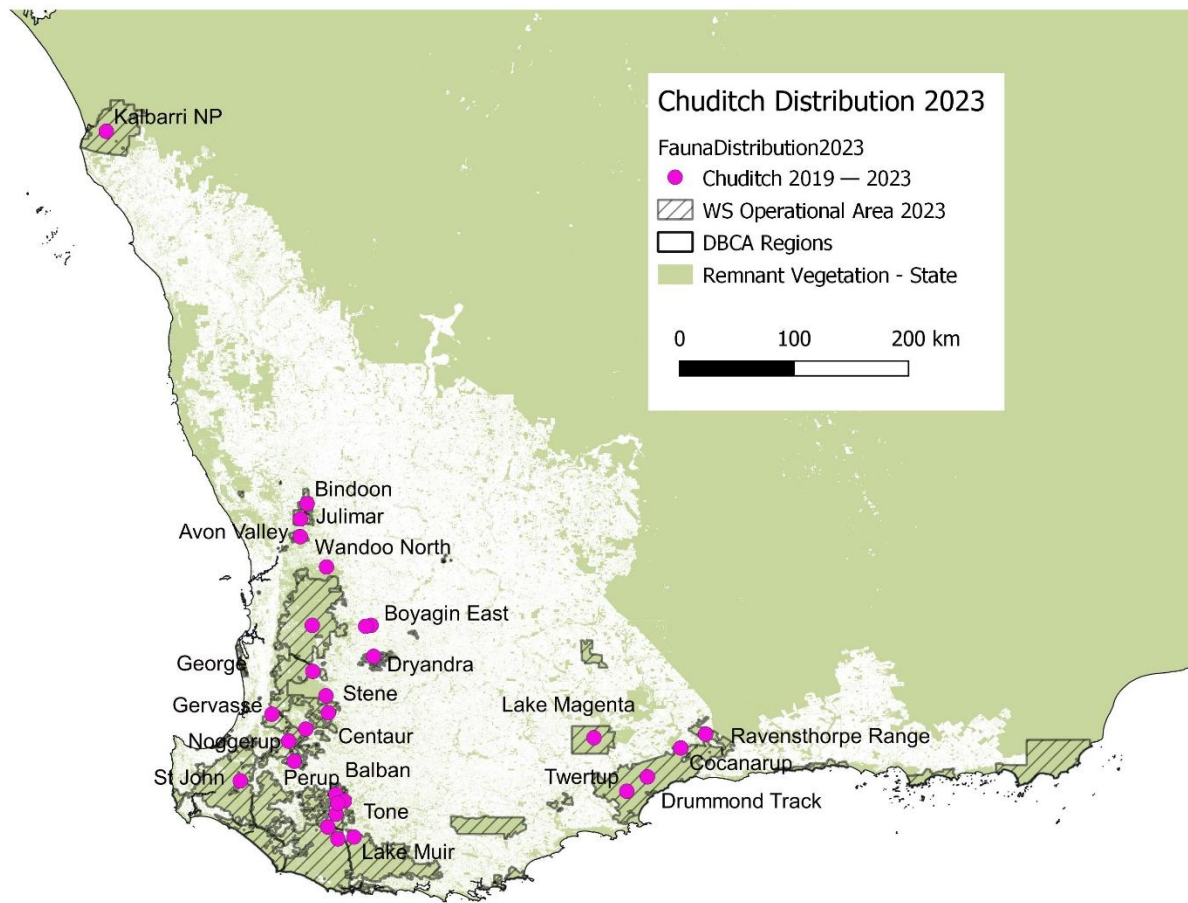 Chuditch Distribution 2023
FaunaDistribution2023
Chuditch 2019 — 2023
WS Operational Area 2023
DBCA Regions
Remnant Vegetation - State
0 100 200 km
Kalbarri NP
Bindoon
Julimar
Avon Valley
Wandoo North
Boyagin East
George
Dryandra
Stene
Gervasse
Lake Magenta
Centaur
Ravensthorpe Range
Noggerup
Cocanarup
Balban
St John
Perup
Twertup
Drummond Track
Tone
Lake Muir